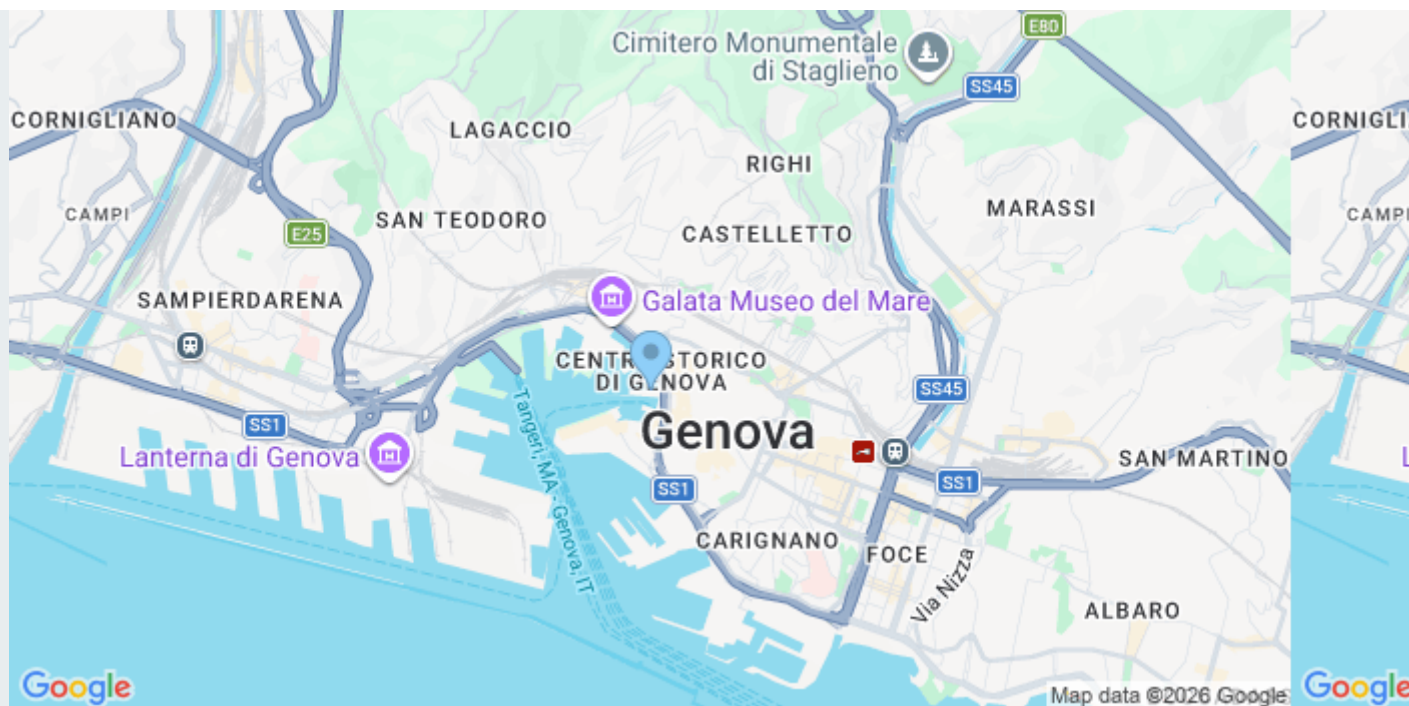 E80
Cimitero Monumentale
di Staglieno
SS45
CORNIGLIANO
LAGACCIO
RIGHI
CAMPI
MARASSI
SAN TEODORO
E25
CASTELLETTO
SAMPIERDARENA
Galata Museo del Mare
CENTRO STORICO
DI GENOVA
SS45
Genova
SS1
Lanterna di Genova
SAN MARTINO
SS1
SS1
Tangeri, MA - Genova, IT
CARIGNANO
FOCE
Via Nizza
ALBARO
Google
Map data ©2026 Google
CORNIGLI
CAMPI
L
Google